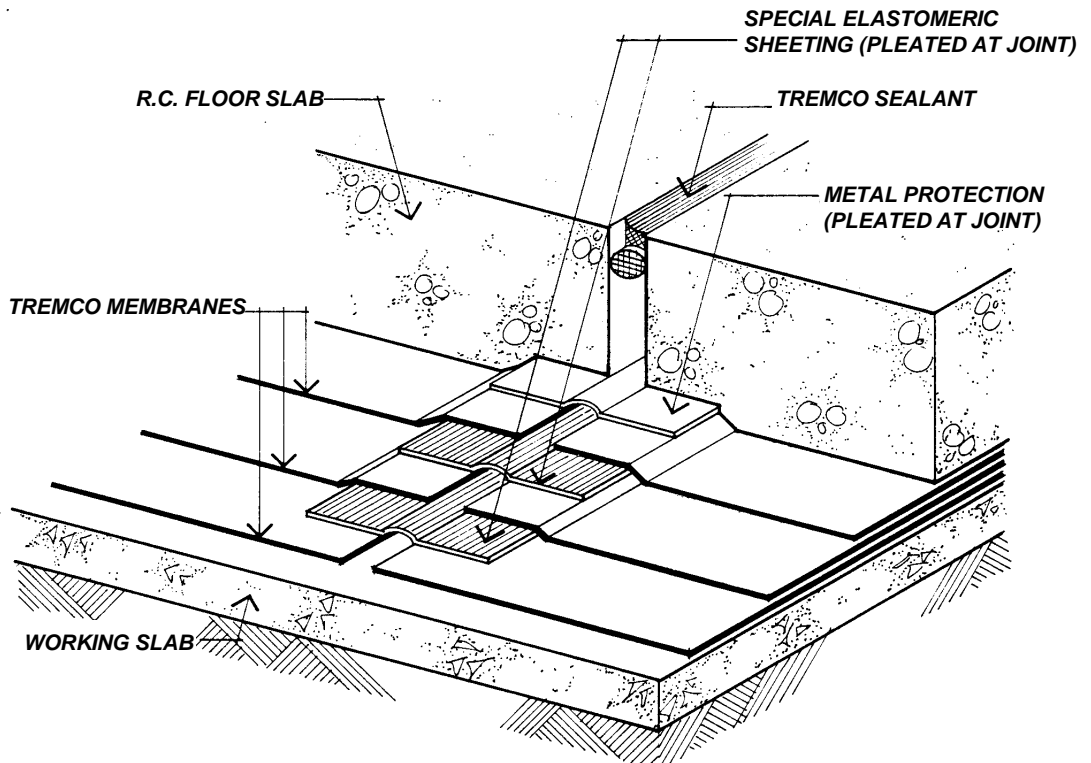 SPECIAL ELASTOMERIC
SHEETING (PLEATED AT JOINT)
R.C. FLOOR SLAB
TREMCO SEALANT
METAL PROTECTION
(PLEATED AT JOINT)
TREMCO MEMBRANES
WORKING SLAB